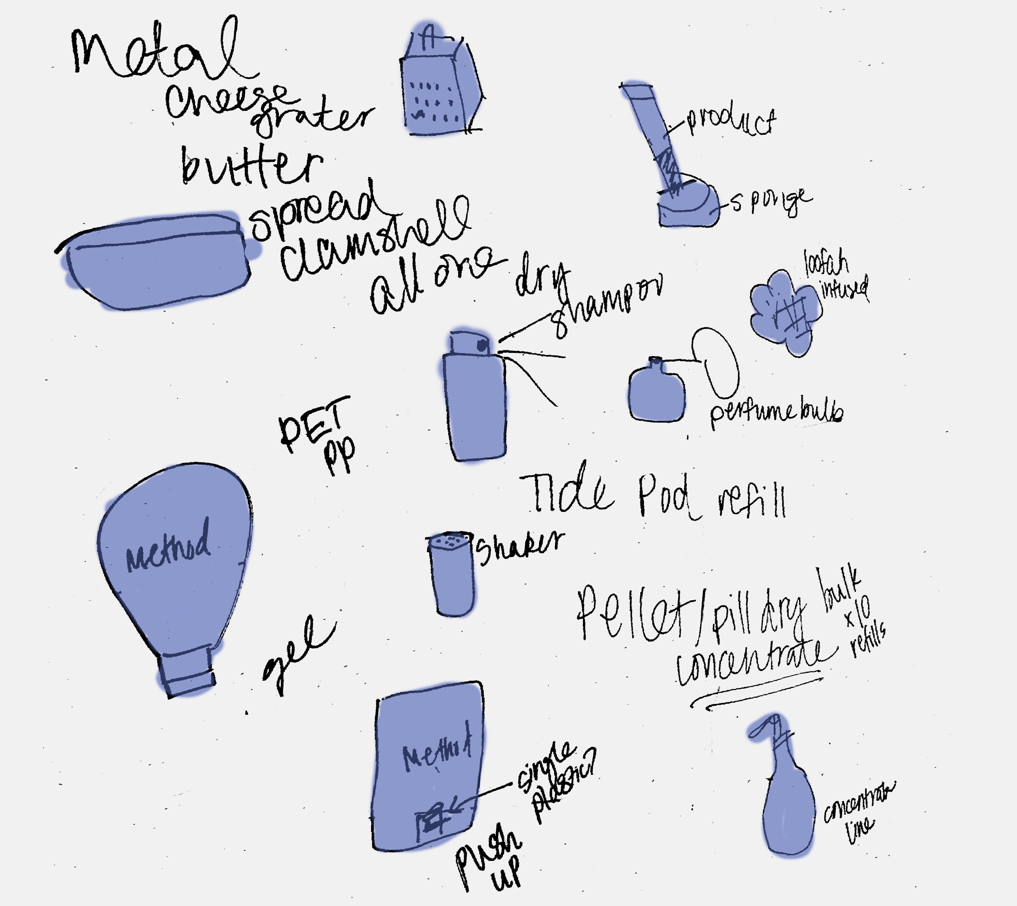 Metal
cheese
grater
butter
spread
clamshell
all one
product
sponge
loofah
infused
dry
shampoo
perfume bulb
PET
PP
Method
gel
Tide Pod refill
shaker
Pellet/pill dry
concentrate
bulk
x10
refills
Method
single
plastic?
push
up
concentrate
line